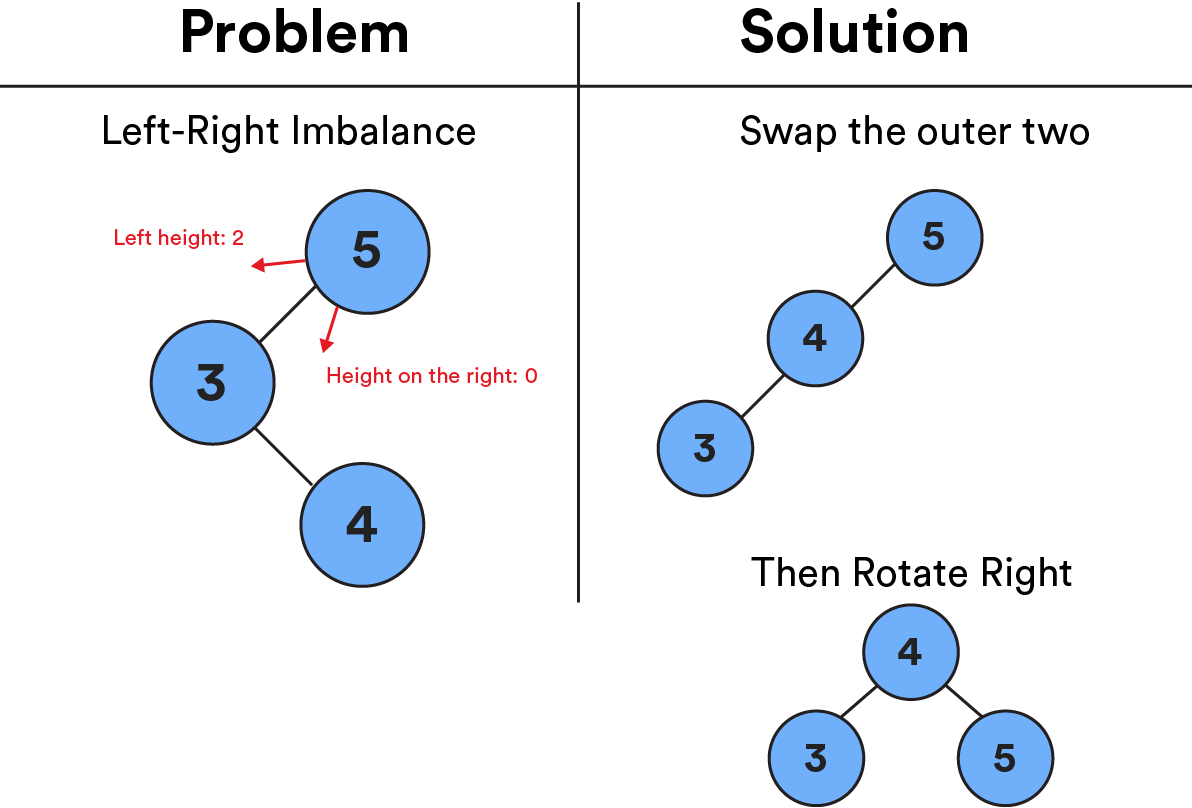 Problem
Solution
Left-Right Imbalance
Left height: 2
5
3
Height on the right: 0
4
Swap the outer two
5
4
3
Then Rotate Right
4
3
5